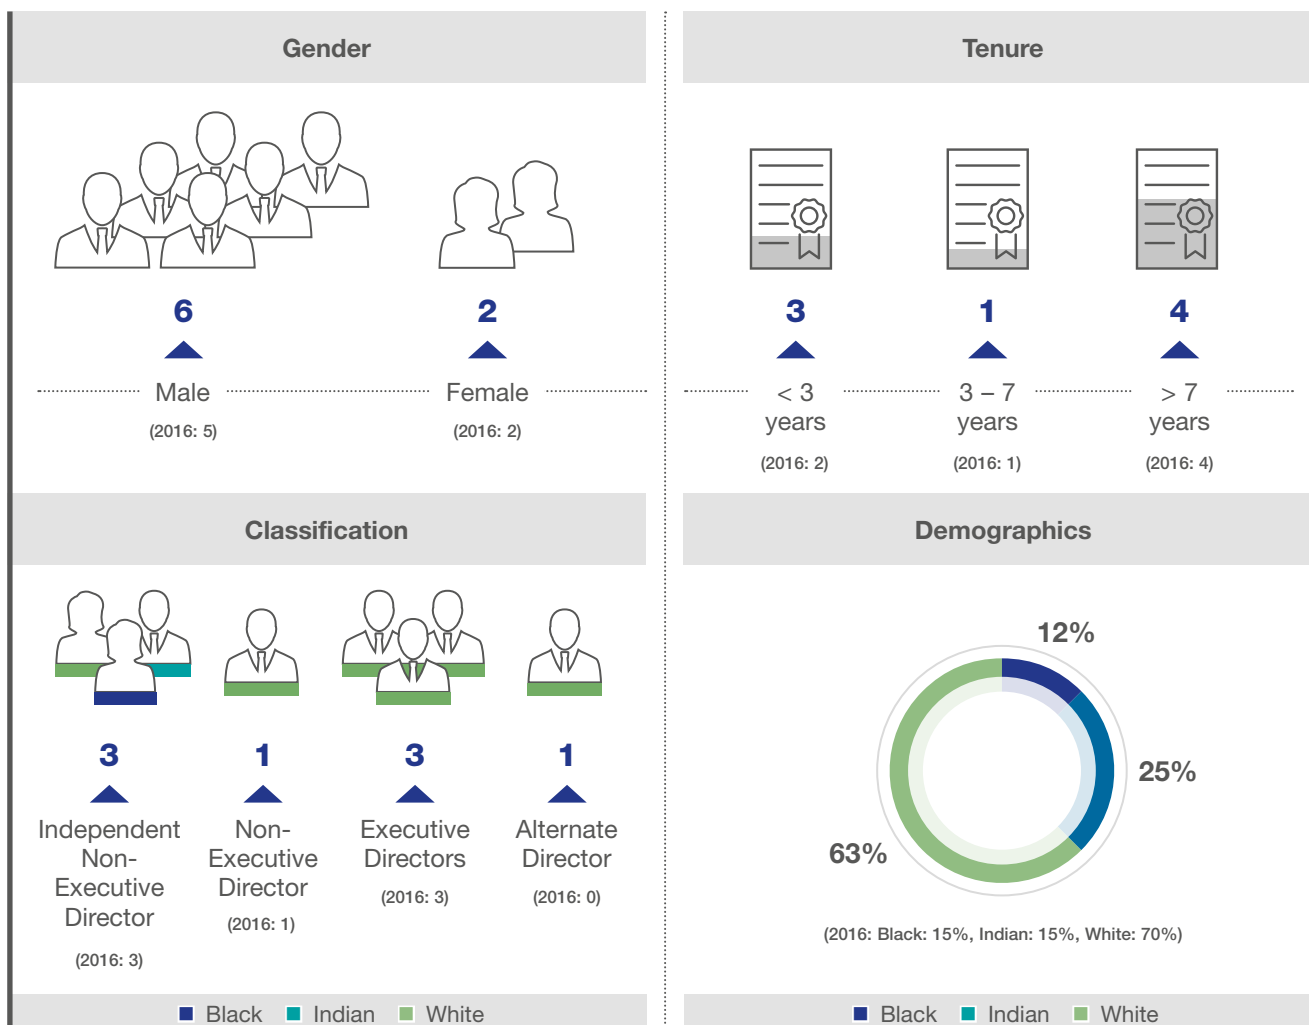 Gender
6
2
Male
Female
(2016: 5)
(2016: 2)
Tenure
3
1
4
< 3
years
3 – 7
years
> 7
years
(2016: 2)
(2016: 1)
(2016: 4)
Classification
3
1
3
1
Independent
Non-
Executive
Director
(2016: 3)
Non-
Executive
Director
(2016: 1)
Executive
Directors
(2016: 3)
Alternate
Director
(2016: 0)
Black Indian White
Demographics
12%
25%
63%
(2016: Black: 15%, Indian: 15%, White: 70%)
Black Indian White